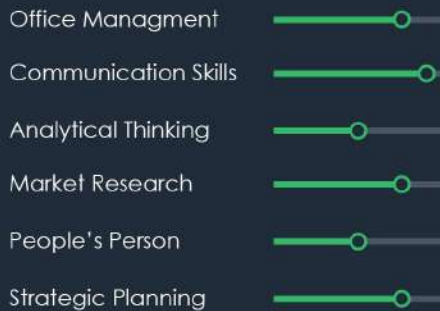 Office Managment
Communication Skills
Analytical Thinking
Market Research
People's Person
Strategic Planning